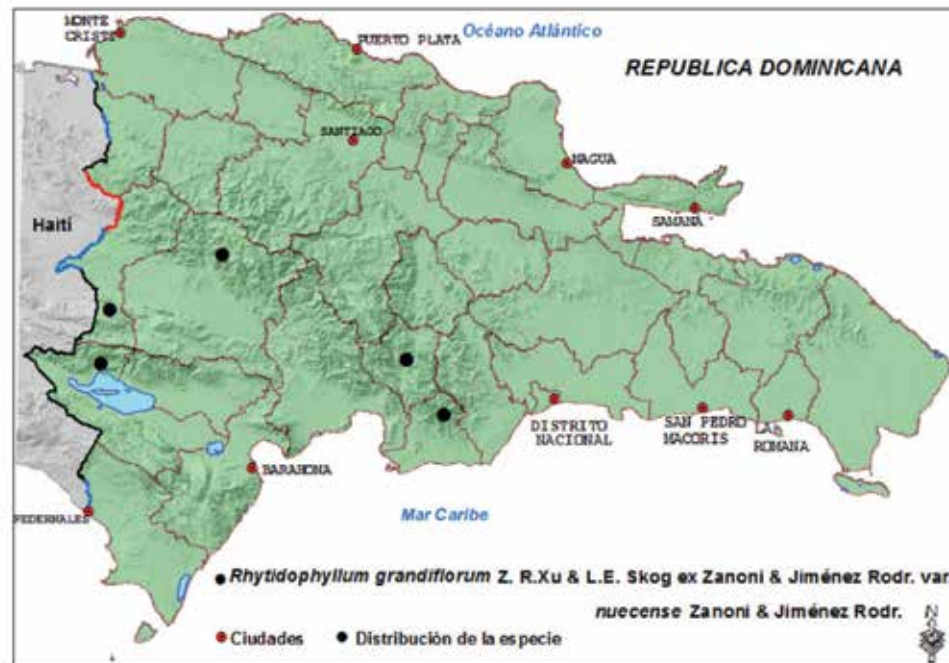 MONTE
CRISTI
PUERTO PLATA
Océano Atlántico
REPUBLICA DOMINICANA
SANTIAGO
NAGUA
SAMANA
Haití
DISTRITO
NACIONAL
SAN PEDRO
MACORIS
LA
ROMANA
BARAHONA
PEDERNALES
Mar Caribe
Rhytidophyllum grandiflorum Z. R.Xu & L.E. Skog ex Zanoni & Jiménez Rodr. var.
nuecense Zanoni & Jiménez Rodr.
Ciudades
Distribución de la especie
N